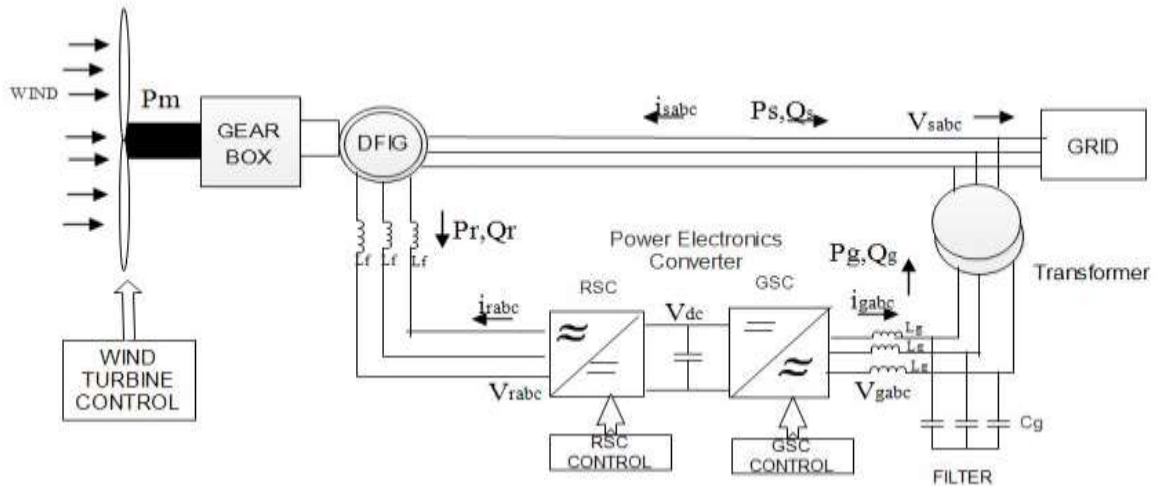 WIND
Pm
GEAR
BOX
DFIG
isabc
Ps,Qs
Vsabc
GRID
Lf
Lf
Lf
Pr,Qr
Power Electronics
Converter
Pg,Qg
Transformer
RSC
GSC
irabc
Vdc
igabc
Lg
Lg
Lg
WIND
TURBINE
CONTROL
Vrabc
Vgabc
Cg
RSC
CONTROL
GSC
CONTROL
FILTER